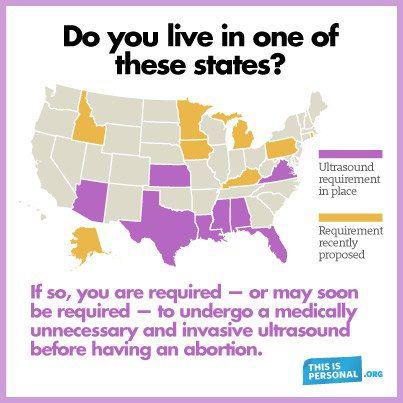 Do you live in one of
these states?
Ultrasound
requirement
in place
Requirement
recently
proposed
If so, you are required — or may soon
be required — to undergo a medically
unnecessary and invasive ultrasound
before having an abortion.
THIS IS
PERSONAL.ORG